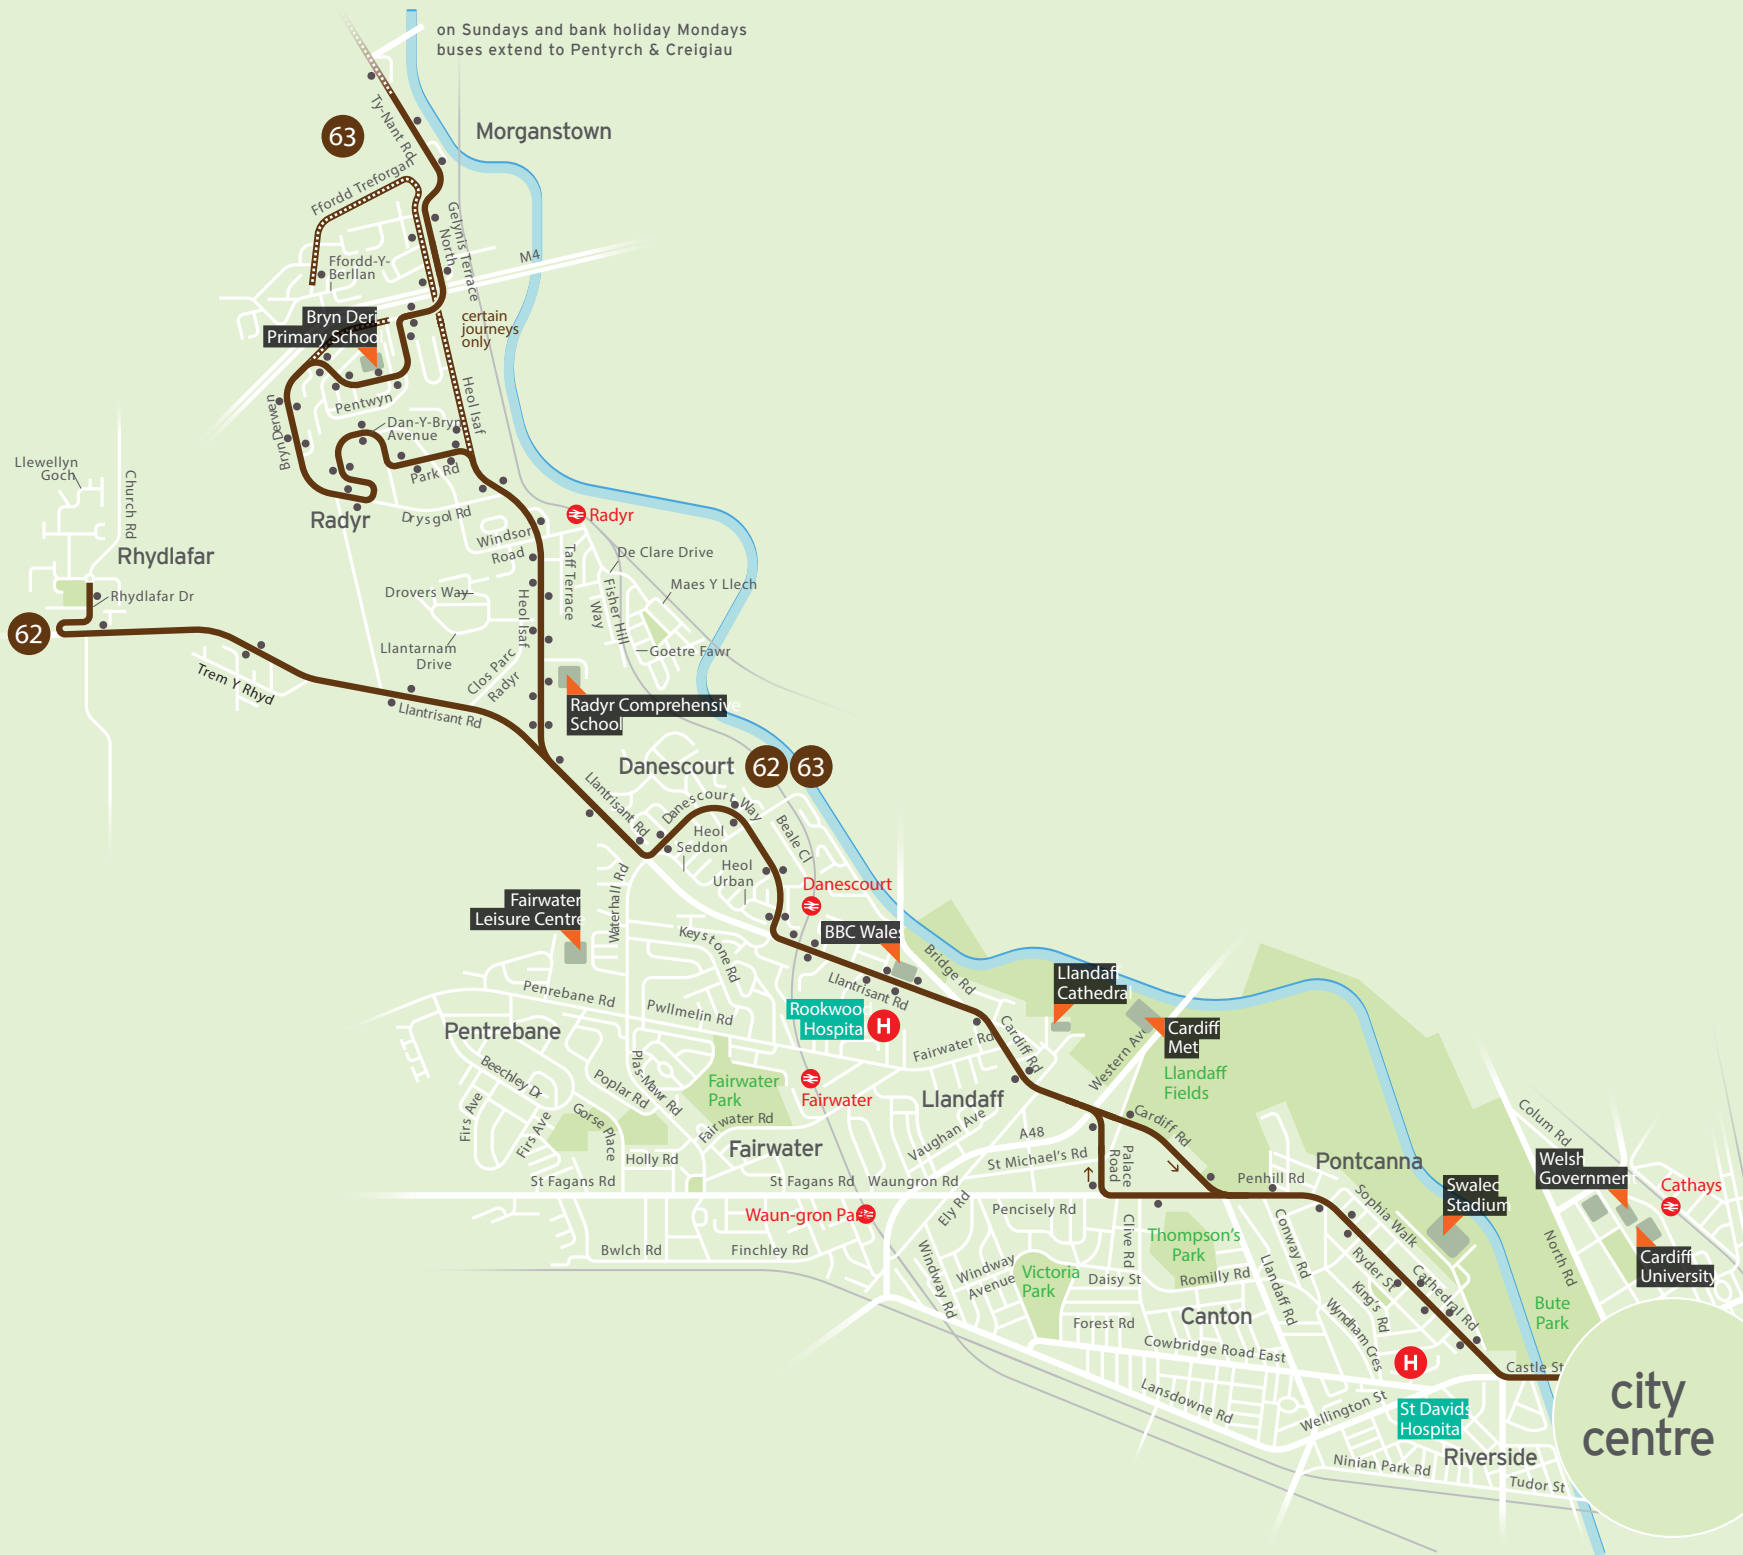 on Sundays and bank holiday Mondays
buses extend to Pentyrch & Creigiau
Ty-Nant Rd
63
Morganstown
Ffordd Treforgan
Gelynis Terrace
North
M4
Ffordd-Y-
Berllan
Bryn Deri
Primary School
certain
journeys
only
Heol Isaf
Pentwyn
Bryn Derwen
Dan-Y-Bryn
Avenue
Park Rd
Llewellyn
Goch
Church Rd
Radyr
Drysgol Rd
Radyr
Windsor
Road
Rhydlafar
De Clare Drive
Taff Terrace
Maes Y Llech
Rhydlafar Dr
Drovers Way
Heol Isaf
Fisher Hill
Way
62
Llantarnam
Drive
Goetre Fawr
Clos Parc
Radyr
Trem Y Rhyd
Llantrisant Rd
Radyr Comprehensive
School
Danescourt
62
63
Llantrisant Rd
Danescourt Way
Beale Cl
Heol
Seddon
Heol
Urban
Waterhall Rd
Danescourt
Fairwater
Leisure Centre
BBC Wales
Keystone Rd
Bridge Rd
Llantrisant Rd
Llandaff
Cathedral
Penrebane Rd
Pwllmelin Rd
Rookwood
Hospital
H
Cardiff Rd
Cardiff
Met
Pentrebane
Fairwater Rd
Western Ave
Llandaff
Fields
Beechley Dr
Poplar Rd
Plas-Mawr Rd
Fairwater
Park
Fairwater
Llandaff
Firs Ave
Firs Ave
Gorse Place
Fairwater Rd
Fairwater
Vaughan Ave
A48
Cardiff Rd
Colum Rd
Holly Rd
St Michael's Rd
Palace
Road
Pontcanna
Welsh
Government
St Fagans Rd
St Fagans Rd
Waungron Rd
Penhill Rd
Swalec
Stadium
Cathays
Waun-gron Park
Ely Rd
Pencisely Rd
Sophia Walk
Bwlch Rd
Finchley Rd
Clive Rd
Thompson's
Park
Conway Rd
Ryder St
North Rd
Cardiff
University
Windway Rd
Windway
Avenue
Victoria
Park
Daisy St
Romilly Rd
Llandaff Rd
King's Rd
Cathedral Rd
Bute
Park
Canton
Forest Rd
Wyndham Cres
Cowbridge Road East
H
Castle St
Lansdowne Rd
Wellington St
St Davids
Hospital
city
centre
Riverside
Ninian Park Rd
Tudor St